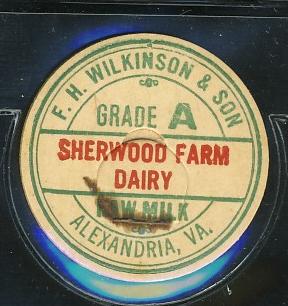 F. H. WILKINSON & SON
GRADE A
SHERWOOD FARM
DAIRY
RAW MILK
ALEXANDRIA, VA.